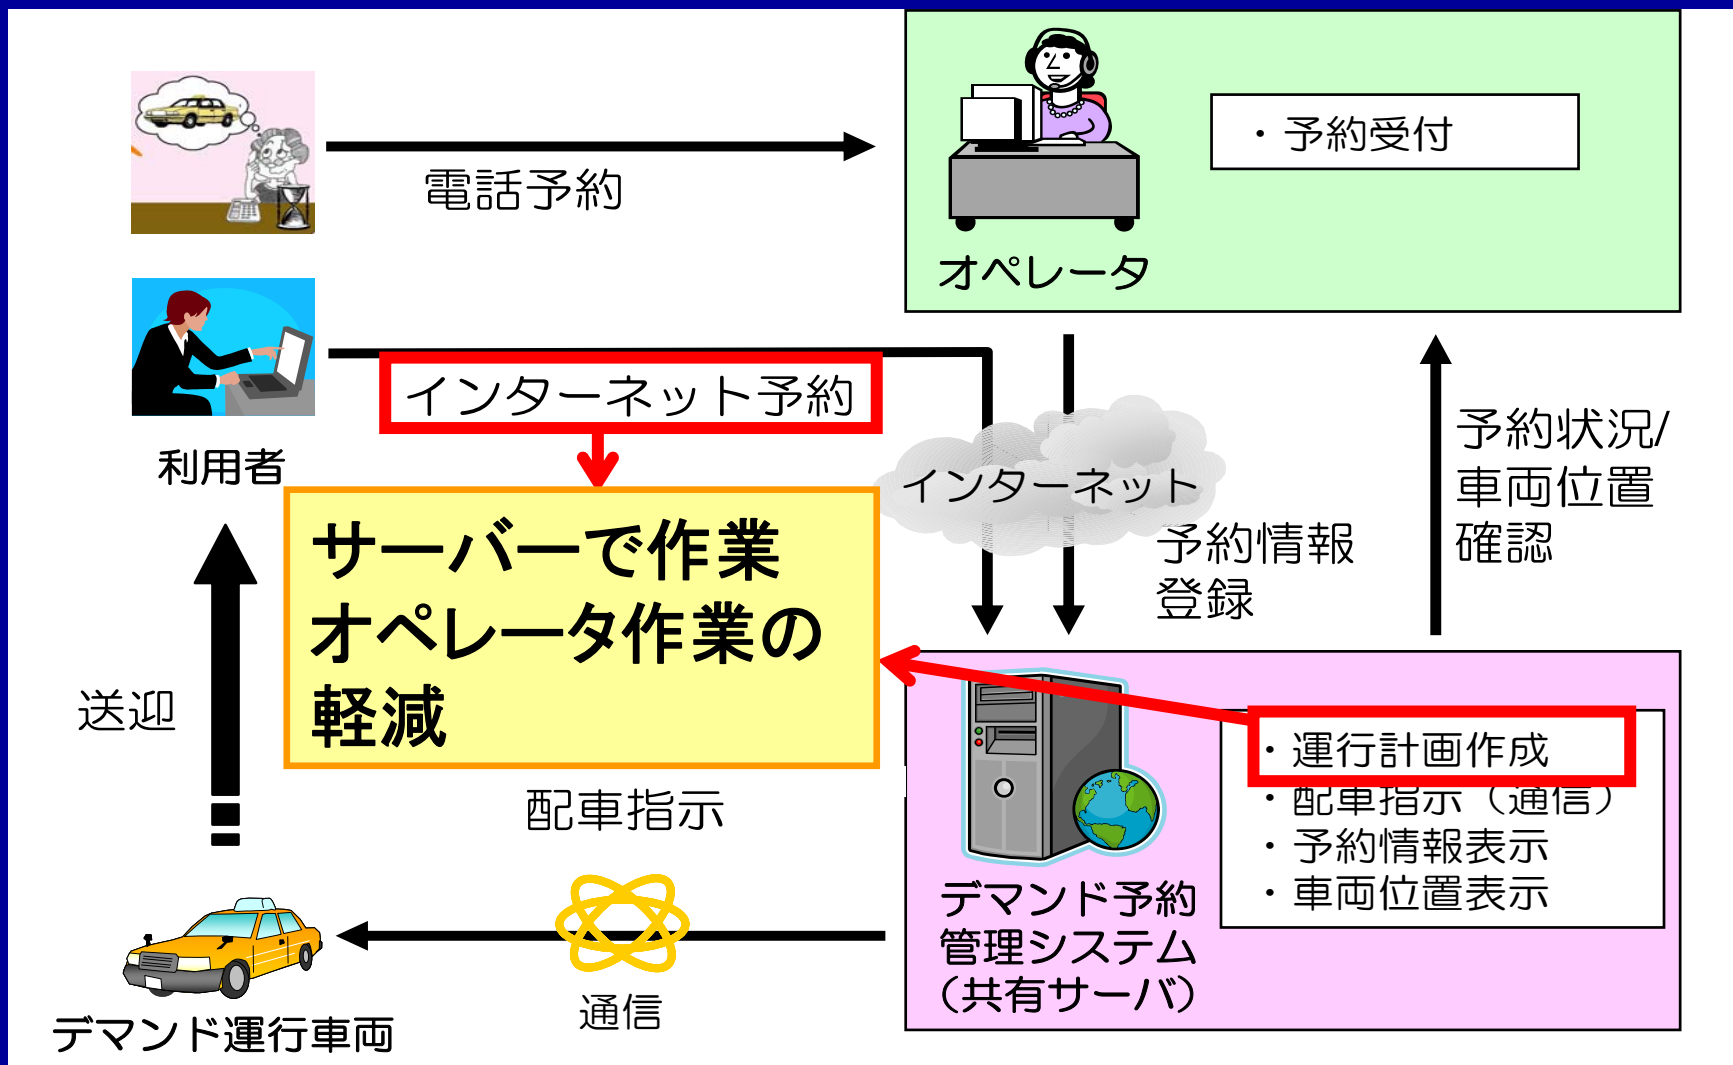 ・予約受付
電話予約
オペレータ
インターネット予約
利用者
インターネット
予約状況/
車両位置
確認
予約情報
登録
サーバーで作業
オペレータ作業の
軽減
送迎
配車指示
・運行計画作成
・配車指示（通信）
・予約情報表示
・車両位置表示
デマンド予約
管理システム
（共有サーバ）
通信
デマンド運行車両